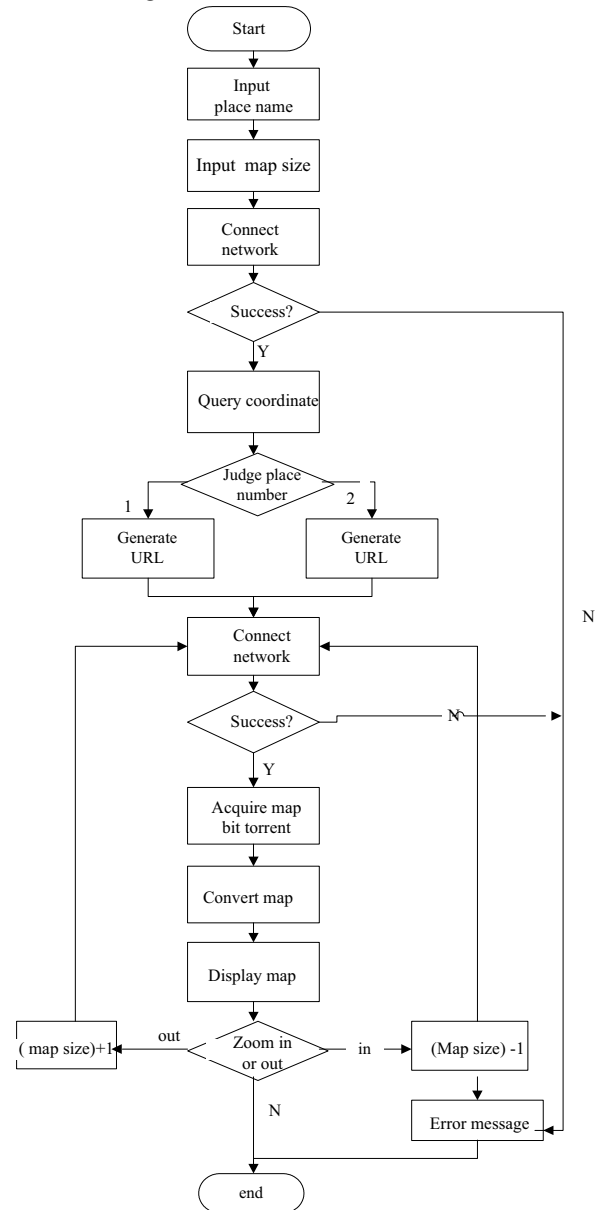 Start
Input
place name
Input map size
Connect
network
Success?
Y
Query coordinate
Judge place
number
1
2
Generate
URL
Generate
URL
N
Connect
network
Success?
N
Y
Acquire map
bit torrent
Convert map
Display map
( map size)+1
out
Zoom in
or out
in
(Map size) -1
N
Error message
end